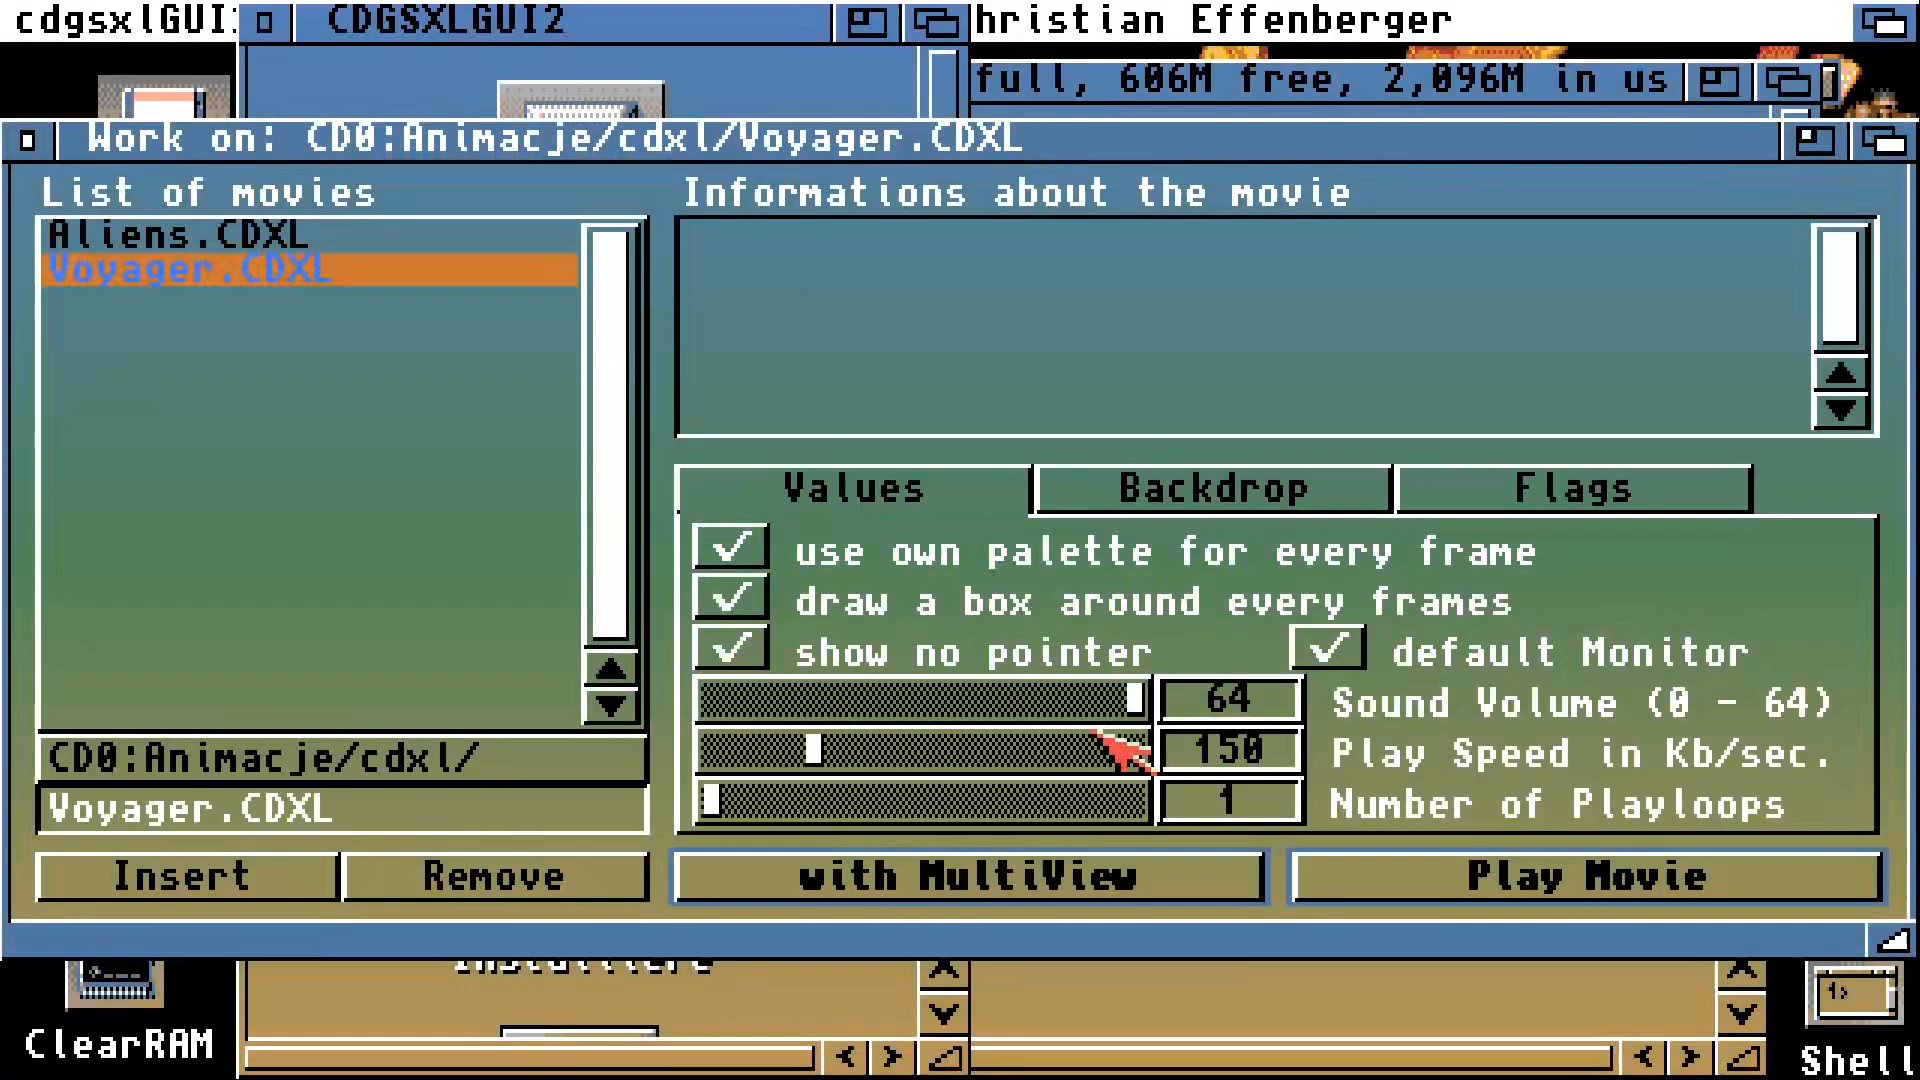 cdgsxlGUI
CDGSXLGUI2
hristian Effenberger
full, 606M free, 2,096M in us
Work on: CD0:Animacje/cdxl/Voyager.CDXL
List of movies
Informations about the movie
Aliens.CDXL
Voyager.CDXL
Values
Backdrop
Flags
use own palette for every frame
draw a box around every frames
show no pointer
default Monitor
64
Sound Volume (0 - 64)
150
Play Speed in Kb/sec.
1
Number of Playloops
CD0:Animacje/cdxl/
Voyager.CDXL
Insert
Remove
with MultiView
Play Movie
ClearRAM
1>
Shell